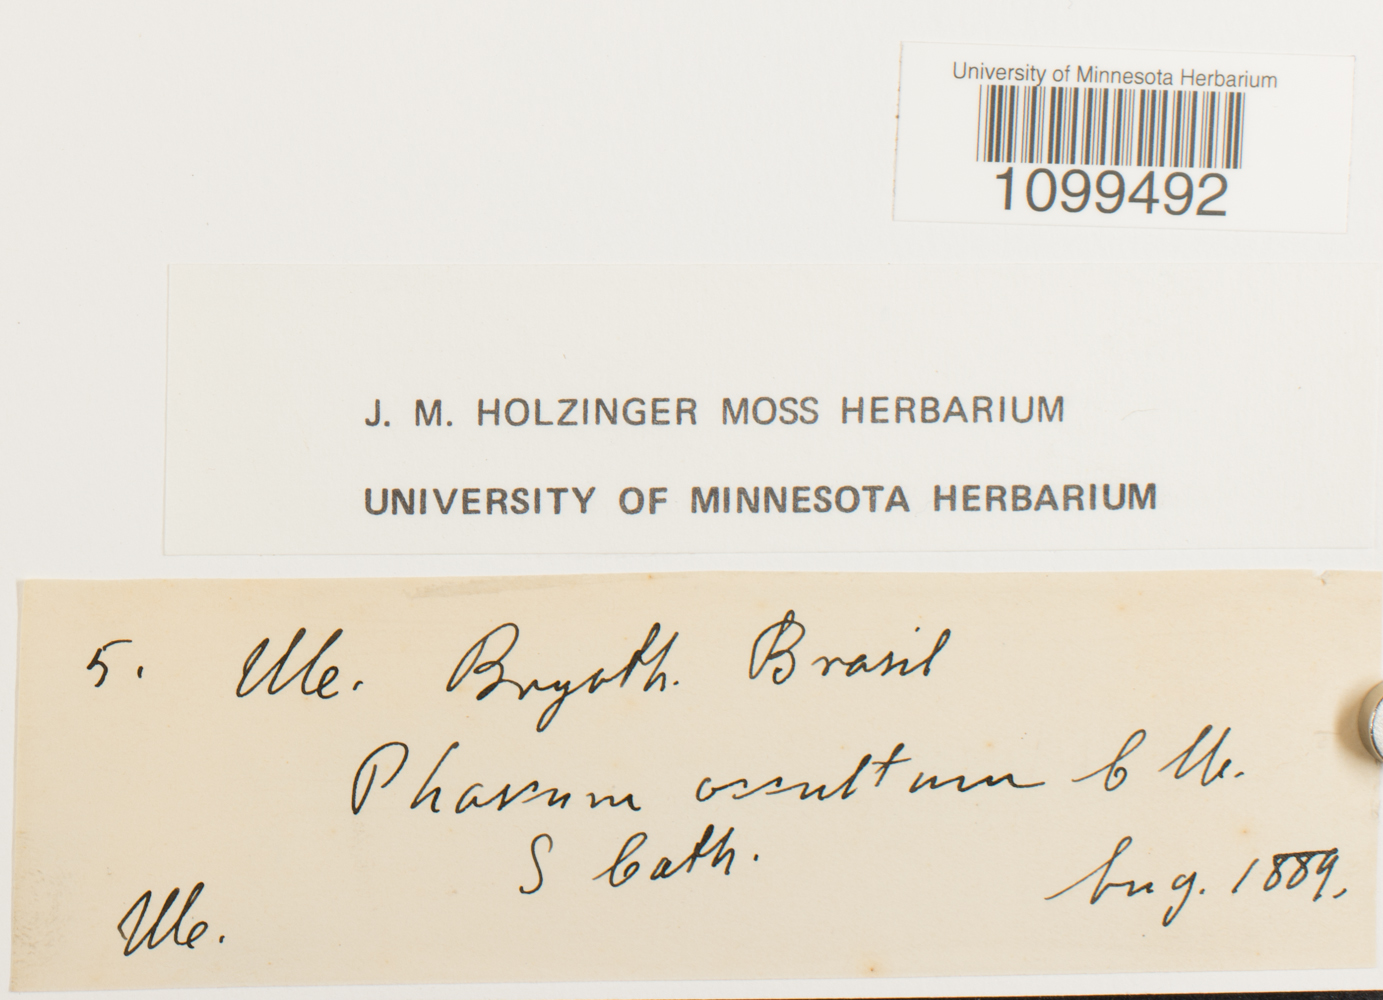 University of Minnesota Herbarium
1099492
J. M. HOLZINGER MOSS HERBARIUM
UNIVERSITY OF MINNESOTA HERBARIUM
5. Ule. Bryoth. Brasil
Phascum occultum C M.
S Cath.
Aug. 1889.
Ule.